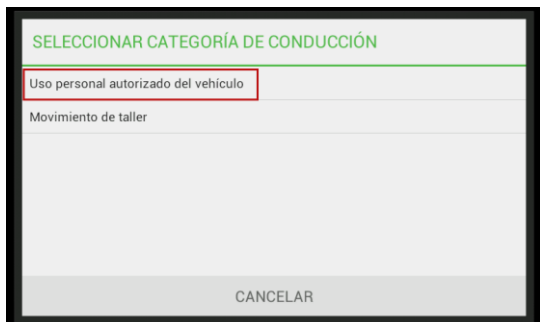 SELECCIONAR CATEGORÍA DE CONDUCCIÓN
Uso personal autorizado del vehículo
Movimiento de taller
CANCELAR